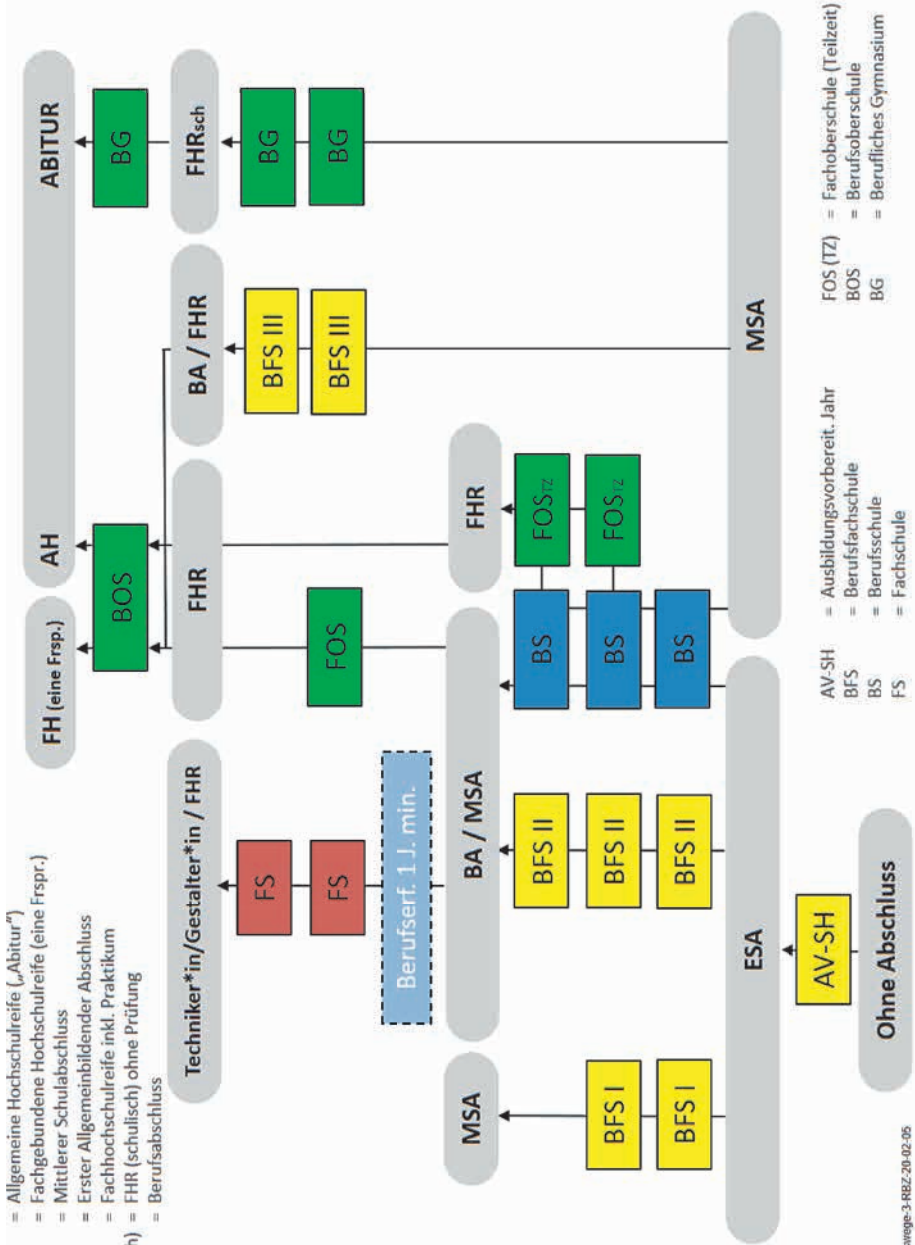 = Allgemeine Hochschulreife („Abitur“)
= Fachgebundene Hochschulreife (eine Frspr.)
= Mittlerer Schulabschluss
= Erster Allgemeinbildender Abschluss
= Fachhochschulreife inkl. Praktikum
h) = FHR (schulisch) ohne Prüfung
= Berufsabschluss
FH (eine Frsp.)
AH
ABITUR
BOS
BG
Techniker*in/Gestalter*in / FHR
FHR
BA / FHR
FHRsch
FS
BFS III
BG
FS
FOS
BFS III
BG
Berufserf. 1 J. min.
MSA
BA / MSA
FHR
BFS II
BS
FOSTZ
BFS I
BFS II
BS
FOSTZ
BFS I
BFS II
BS
ESA
MSA
AV-SH
Ohne Abschluss
AV-SH = Ausbildungsvorbereit. Jahr
BFS = Berufsfachschule
BS = Berufsschule
FS = Fachschule
FOS (TZ) = Fachoberschule (Teilzeit)
BOS = Berufsoberschule
BG = Berufliches Gymnasium
wege-3-RBZ-20-02-05